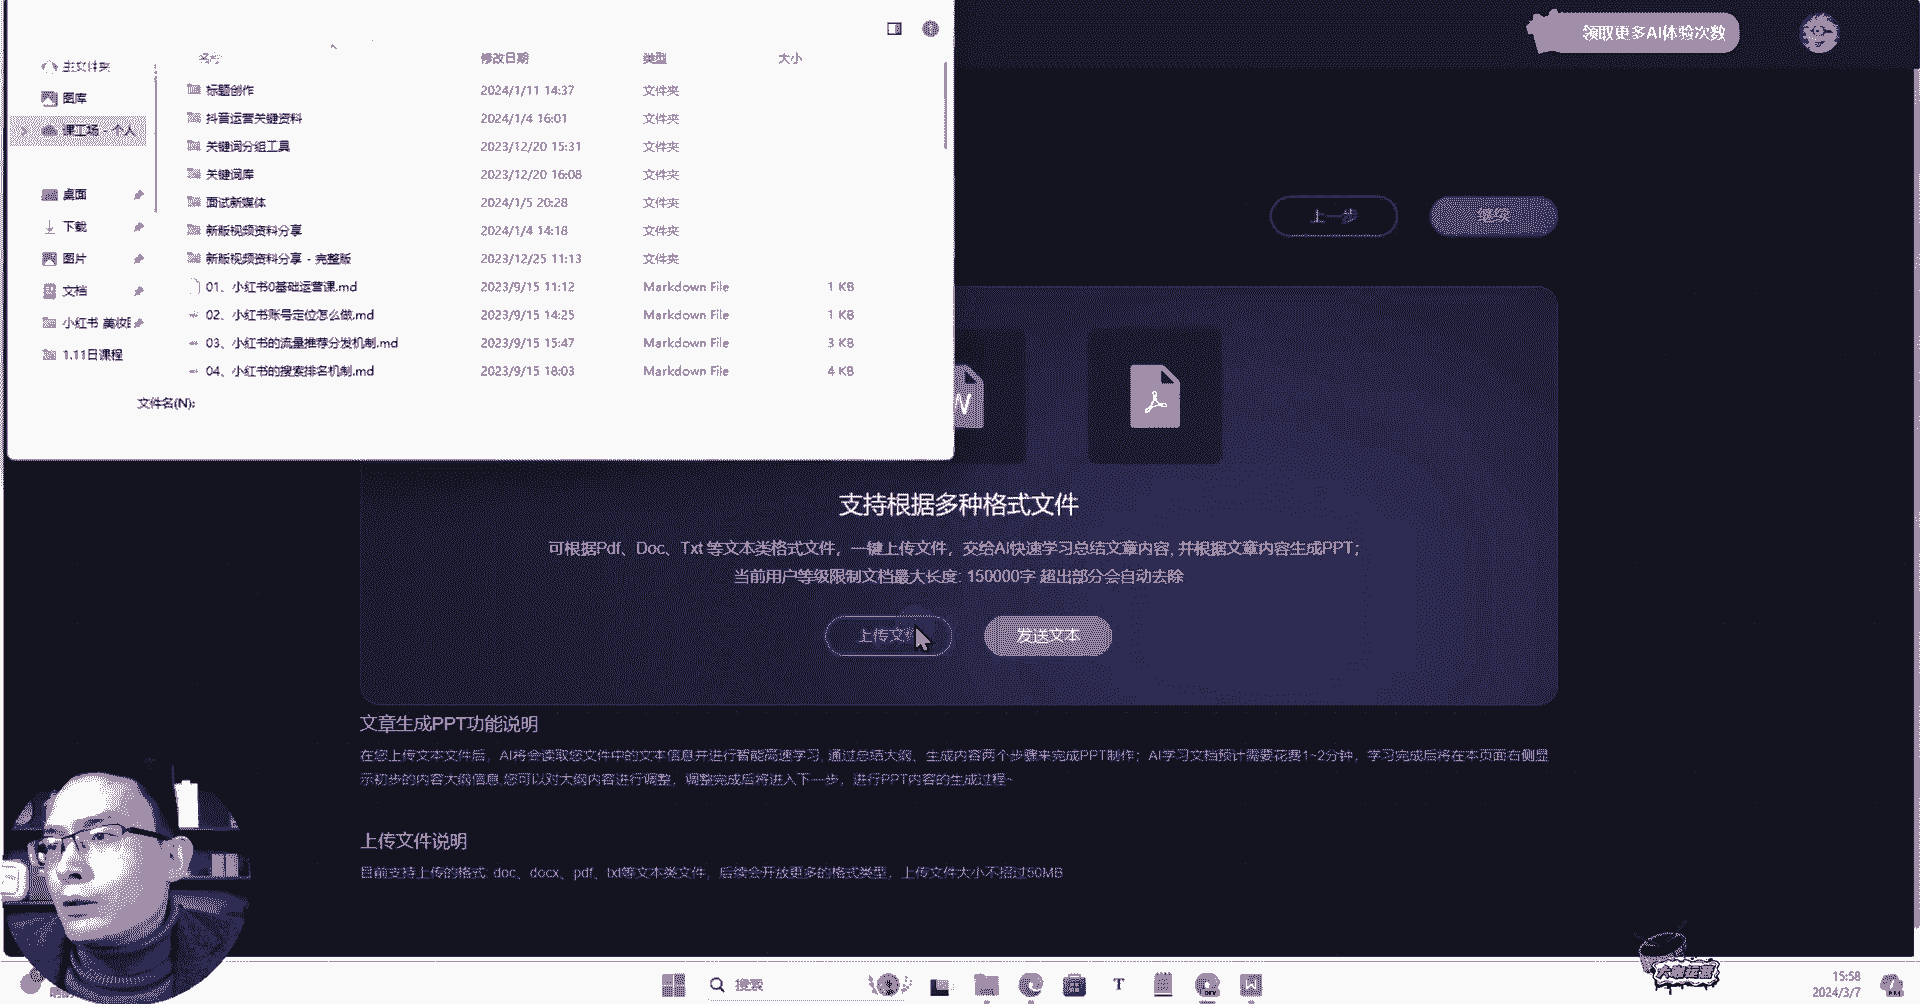 领取更多AI体验次数
名称 修改日期 类型 大小
主文件夹
图库
课工场 - 个人
桌面
下载
图片
文档
小红书 美妆
1.11日课程
标题创作 2024/1/11 14:37 文件夹
抖音运营关键资料 2024/1/4 16:01 文件夹
关键词分组工具 2023/12/20 15:31 文件夹
关键词库 2023/12/20 16:08 文件夹
面试新媒体 2024/1/5 20:28 文件夹
新版视频资料分享 2024/1/4 14:18 文件夹
新版视频资料分享 - 完整版 2023/12/25 11:13 文件夹
01、小红书0基础运营课.md 2023/9/15 11:12 Markdown File 1 KB
02、小红书账号定位怎么做.md 2023/9/15 14:25 Markdown File 1 KB
03、小红书的流量推荐分发机制.md 2023/9/15 15:47 Markdown File 3 KB
04、小红书的搜索排名机制.md 2023/9/15 18:03 Markdown File 4 KB
文件名(N):
上一步 继续
W
支持根据多种格式文件
可根据Pdf、Doc、Txt 等文本类格式文件，一键上传文件，交给AI快速学习总结文章内容, 并根据文章内容生成PPT；
当前用户等级限制文档最大长度: 150000字 超出部分会自动去除
上传文件 发送文本
文章生成PPT功能说明
在您上传文本文件后，AI将会读取您文件中的文本信息并进行智能高速学习, 通过总结大纲、生成内容两个步骤来完成PPT制作；AI学习文档预计需要花费1~2分钟，学习完成后将在本页面右侧显
示初步的内容大纲信息,您可以对大纲内容进行调整，调整完成后将进入下一步，进行PPT内容的生成过程~
上传文件说明
目前支持上传的格式: doc、docx、pdf、txt等文本类文件，后续会开放更多的格式类型，上传文件大小不超过50MB
大咖运营
搜索
T
15:58
2024/3/7